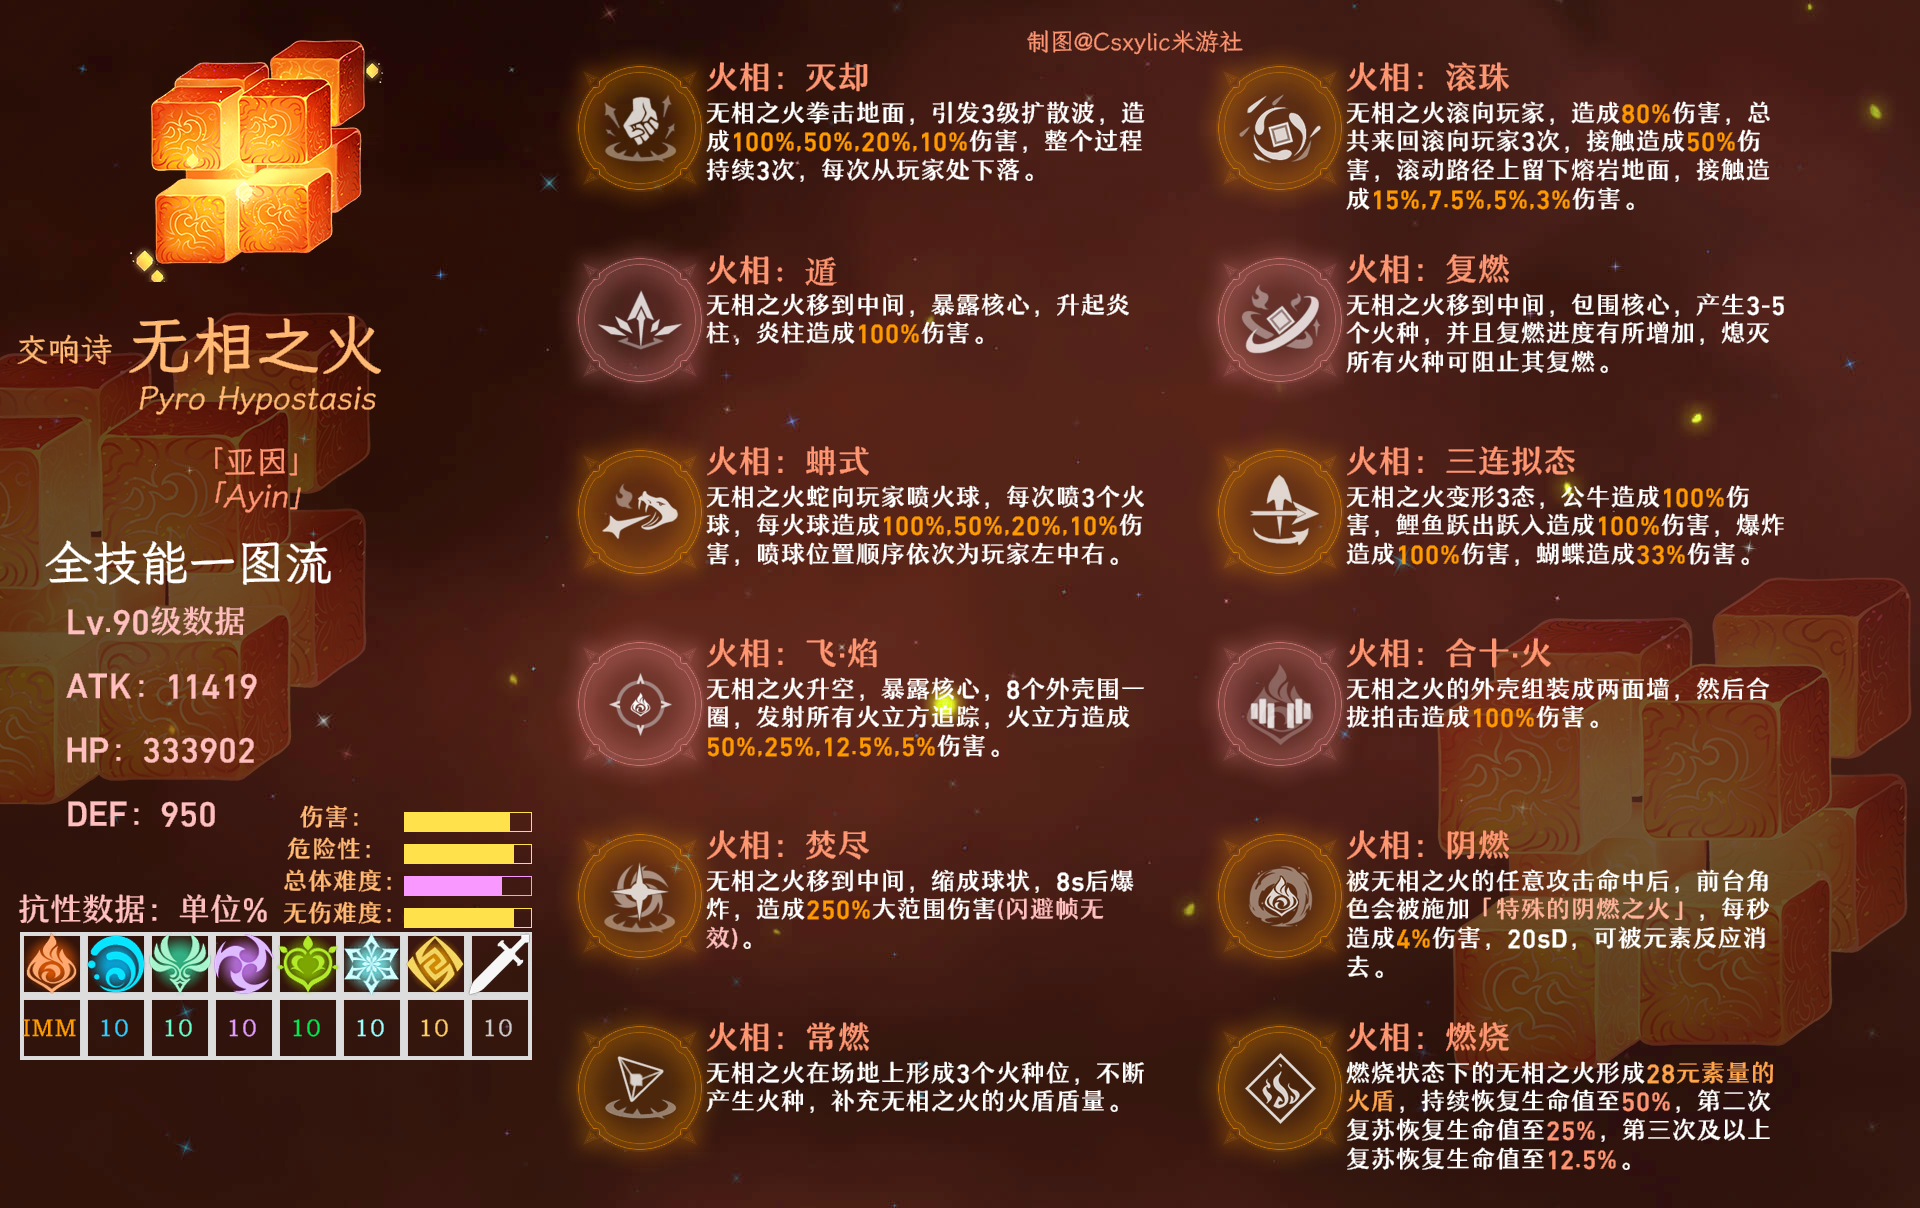 制图@Csxylic米游社
交响诗 无相之火
Pyro Hypostasis
「亚因」
「Ayin」
全技能一图流
Lv.90级数据
ATK：11419
HP：333902
DEF：950
伤害：
危险性：
总体难度：
无伤难度：
抗性数据：单位%
IMM 10 10 10 10 10 10 10
火相：灭却
无相之火拳击地面，引发3级扩散波，造
成100%,50%,20%,10%伤害，整个过程
持续3次，每次从玩家处下落。
火相：滚珠
无相之火滚向玩家，造成80%伤害，总
共来回滚向玩家3次，接触造成50%伤
害，滚动路径上留下熔岩地面，接触造
成15%,7.5%,5%,3%伤害。
火相：遁
无相之火移到中间，暴露核心，升起炎
柱，炎柱造成100%伤害。
火相：复燃
无相之火移到中间，包围核心，产生3-5
个火种，并且复燃进度有所增加，熄灭
所有火种可阻止其复燃。
火相：蚺式
无相之火蛇向玩家喷火球，每次喷3个火
球，每火球造成100%,50%,20%,10%伤
害，喷球位置顺序依次为玩家左中右。
火相：三连拟态
无相之火变形3态，公牛造成100%伤
害，鲤鱼跃出跃入造成100%伤害，爆炸
造成100%伤害，蝴蝶造成33%伤害。
火相：飞·焰
无相之火升空，暴露核心，8个外壳围一
圈，发射所有火立方追踪，火立方造成
50%,25%,12.5%,5%伤害。
火相：合十·火
无相之火的外壳组装成两面墙，然后合
拢拍击造成100%伤害。
火相：焚尽
无相之火移到中间，缩成球状，8s后爆
炸，造成250%大范围伤害(闪避帧无
效)。
火相：阴燃
被无相之火的任意攻击命中后，前台角
色会被施加「特殊的阴燃之火」，每秒
造成4%伤害，20sD，可被元素反应消
去。
火相：常燃
无相之火在场地上形成3个火种位，不断
产生火种，补充无相之火的火盾盾量。
火相：燃烧
燃烧状态下的无相之火形成28元素量的
火盾，持续恢复生命值至50%，第二次
复苏恢复生命值至25%，第三次及以上
复苏恢复生命值至12.5%。